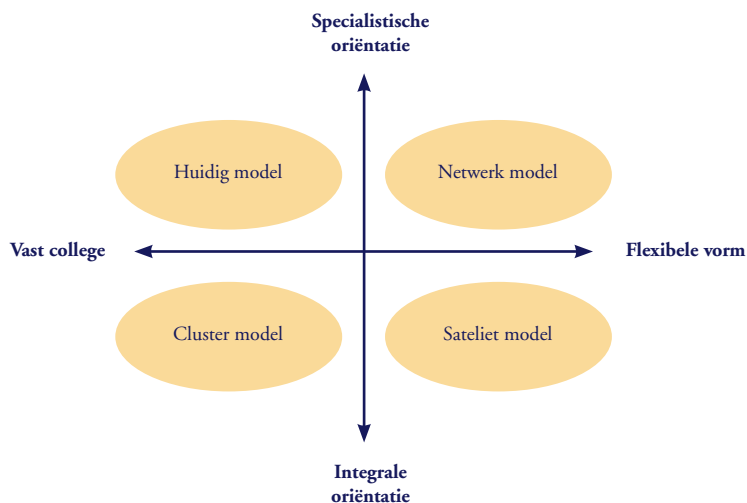 Specialistische
oriëntatie
Huidig model
Netwerk model
Vast college
Flexibele vorm
Cluster model
Sateliet model
Integrale
oriëntatie